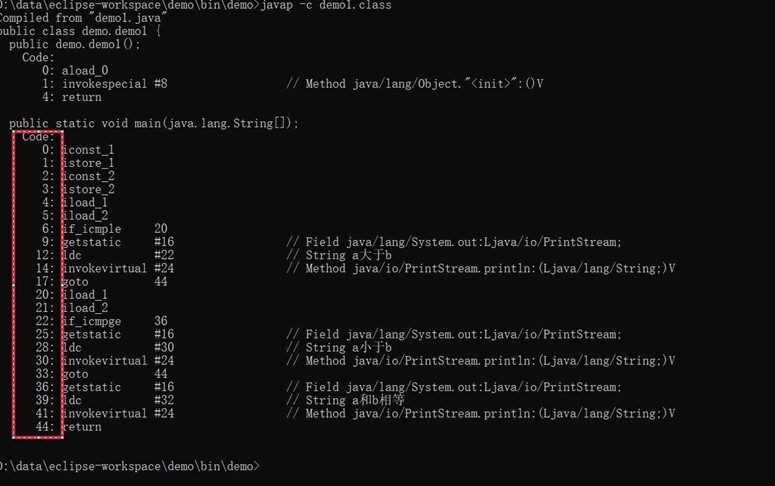 D:\data\eclipse-workspace\demo\bin\demo>javap -c demo1.class
Compiled from "demo1.java"
public class demo.demo1 {
public demo.demo1();
Code:
0: aload_0
1: invokespecial #8 // Method java/lang/Object."<init>":()V
4: return
public static void main(java.lang.String[]);
Code:
0: iconst_1
1: istore_1
2: iconst_2
3: istore_2
4: iload_1
5: iload_2
6: if_icmple 20
9: getstatic #16 // Field java/lang/System.out:Ljava/io/PrintStream;
12: ldc #22 // String a大于b
14: invokevirtual #24 // Method java/io/PrintStream.println:(Ljava/lang/String;)V
17: goto 44
20: iload_1
21: iload_2
22: if_icmpge 36
25: getstatic #16 // Field java/lang/System.out:Ljava/io/PrintStream;
28: ldc #30 // String a小于b
30: invokevirtual #24 // Method java/io/PrintStream.println:(Ljava/lang/String;)V
33: goto 44
36: getstatic #16 // Field java/lang/System.out:Ljava/io/PrintStream;
39: ldc #32 // String a和b相等
41: invokevirtual #24 // Method java/io/PrintStream.println:(Ljava/lang/String;)V
44: return
D:\data\eclipse-workspace\demo\bin\demo>